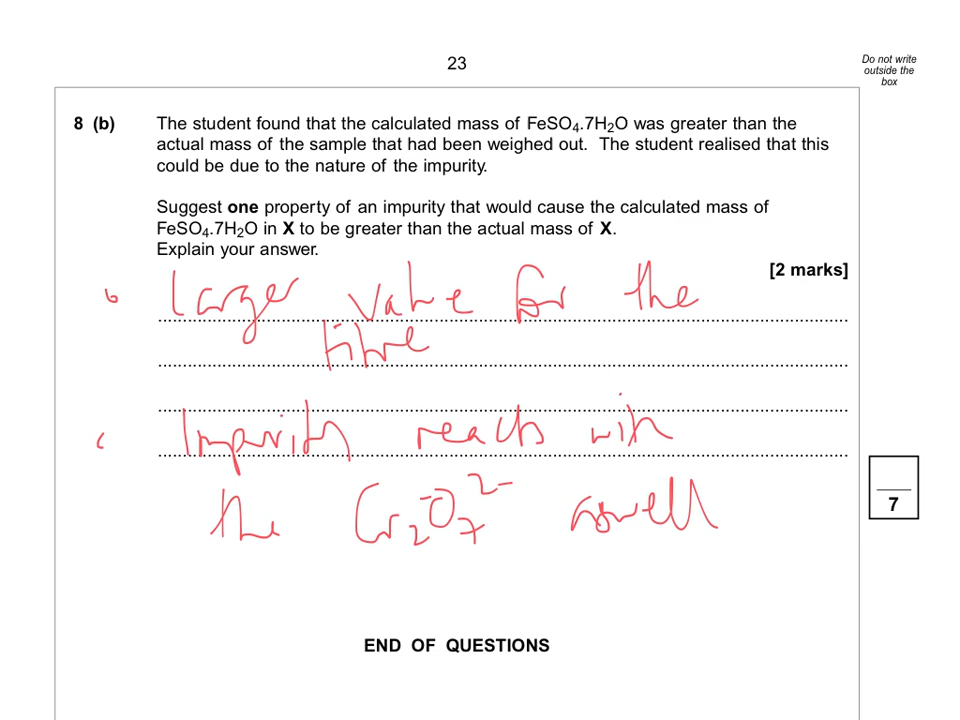 23
Do not write
outside the
box
8 (b) The student found that the calculated mass of FeSO₄.7H₂O was greater than the
actual mass of the sample that had been weighed out. The student realised that this
could be due to the nature of the impurity.
Suggest one property of an impurity that would cause the calculated mass of
FeSO₄.7H₂O in X to be greater than the actual mass of X.
Explain your answer.
[2 marks]
b larger value for the
titre
c Impurity reacts with
the Cr₂O₇²⁻ aswell
7
END OF QUESTIONS